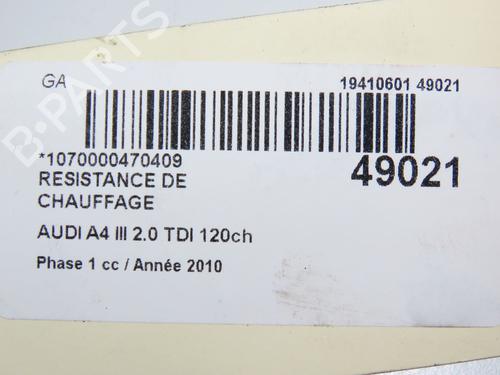 GA
19410601 49021
*1070000470409
49021
RESISTANCE DE
CHAUFFAGE
AUDI A4 III 2.0 TDI 120ch
Phase 1 cc / Année 2010
B-PARTS